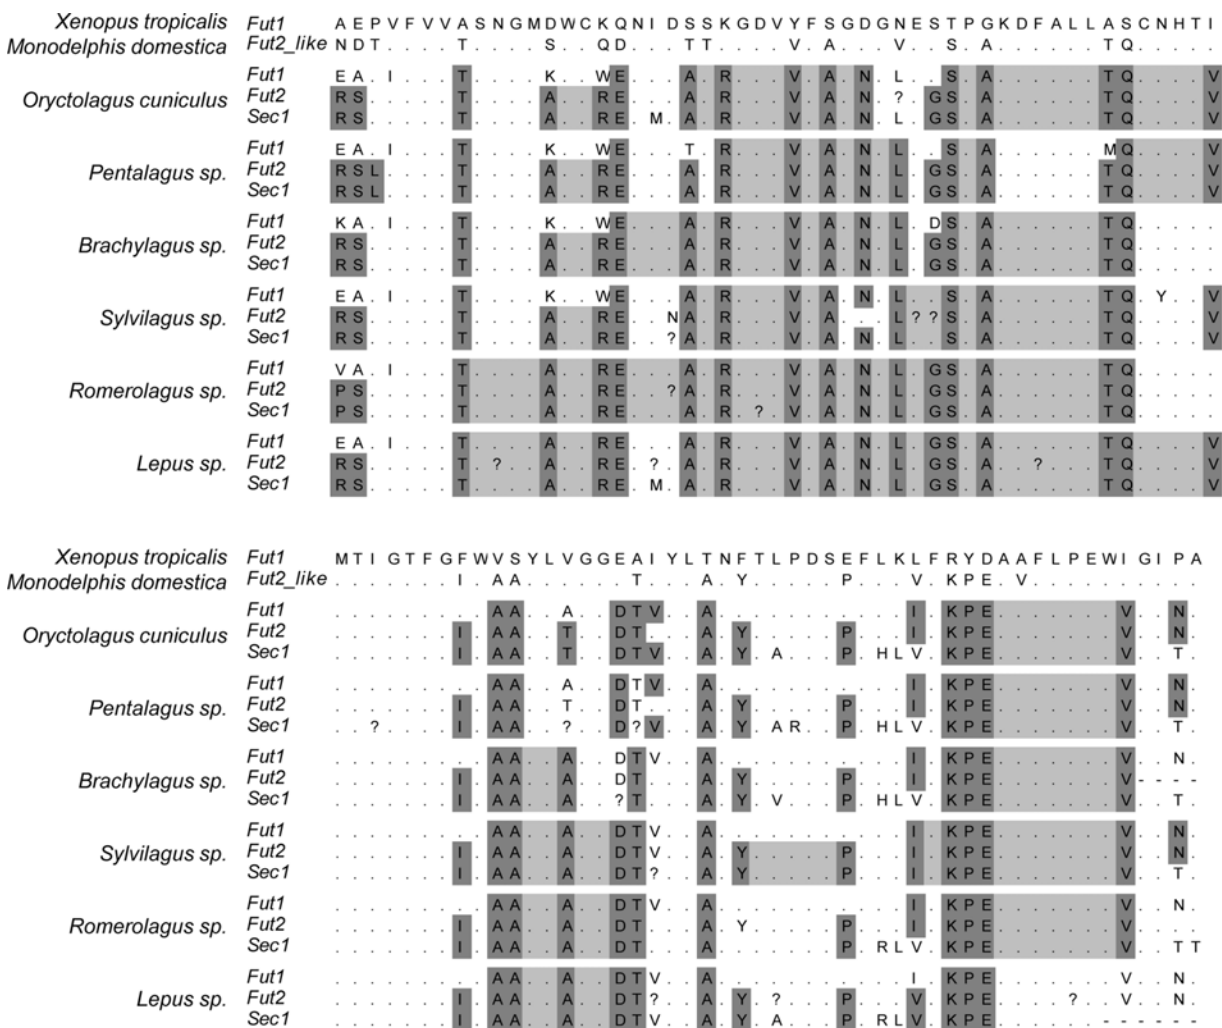 Xenopus tropicalis Fut1 A E P V F V V A S N G M D W C K Q N I D S S K G D V Y F S G D G N E S T P G K D F A L L A S C N H T I
Monodelphis domestica Fut2_like N D T T S Q D T T V A V S A T Q
Fut1 E A . I . . . T . . . . K . . W E . . . A . R . . . V . A . N . L . . S . A . . . . . . T Q . . . . V
Oryctolagus cuniculus Fut2 R S . . . . . T . . . . A . . R E . . . A . R . . . V . A . N . ? . G S . A . . . . . . T Q . . . . V
Sec1 R S . . . . . T . . . . A . . R E . M . A . R . . . V . A . N . L . G S . A . . . . . . T Q . . . . V
Fut1 E A . I . . . T . . . . K . . W E . . . T . R . . . V . A . N . L . . S . A . . . . . . M Q . . . . V
Pentalagus sp. Fut2 R S L . . . . T . . . . A . . R E . . . A . R . . . V . A . N . L . G S . A . . . . . . T Q . . . . V
Sec1 R S L . . . . T . . . . A . . R E . . . A . R . . . V . A . N . L . G S . A . . . . . . T Q . . . . V
Fut1 K A . I . . . T . . . . K . . W E . . . A . R . . . V . A . N . L . D S . A . . . . . . T Q . . . . .
Brachylagus sp. Fut2 R S . . . . . T . . . . A . . R E . . . A . R . . . V . A . N . L . G S . A . . . . . . T Q . . . . .
Sec1 R S . . . . . T . . . . A . . R E . . . A . R . . . V . A . N . L . G S . A . . . . . . T Q . . . . .
Fut1 E A . I . . . T . . . . K . . W E . . . A . R . . . V . A . N . L . . S . A . . . . . . T Q . Y . . V
Sylvilagus sp. Fut2 R S . . . . . T . . . . A . . R E . . N A . R . . . V . A . . . L ? ? S . A . . . . . . T Q . . . . V
Sec1 R S . . . . . T . . . . A . . R E . . ? A . R . . . V . A . N . L . . S . A . . . . . . T Q . . . . V
Fut1 V A . I . . . T . . . . A . . R E . . . A . R . . . V . A . N . L . G S . A . . . . . . T Q . . . . .
Romerolagus sp. Fut2 P S . . . . . T . . . . A . . R E . . ? A . R . . . V . A . N . L . G S . A . . . . . . T Q . . . . .
Sec1 P S . . . . . T . . . . A . . R E . . . A . R . ? . V . A . N . L . G S . A . . . . . . T Q . . . . .
Fut1 E A . I . . . T . . . . A . . R E . . . A . R . . . V . A . N . L . G S . A . . . . . . T Q . . . . V
Lepus sp. Fut2 R S . . . . . T . ? . . A . . R E . ? . A . R . . . V . A . N . L . G S . A . . ? . . . T Q . . . . V
Sec1 R S . . . . . T . . . . A . . R E . M . A . R . . . V . A . N . L . G S . A . . . . . . T Q . . . . V
Xenopus tropicalis Fut1 M T I G T F G F W V S Y L V G G E A I Y L T N F T L P D S E F L K L F R Y D A A F L P E W I G I P A
Monodelphis domestica Fut2_like . . . . . . . I . A A . . . . . . T . . . A . Y . . . . . P . . . V . K P E . V . . . . . . . . . .
Fut1 . . . . . . . . . A A . . A . . D T V . . A . . . . . . . . . . . I . K P E . . . . . . . V . . N .
Oryctolagus cuniculus Fut2 . . . . . . . I . A A . . T . . D T . . . A . Y . . . . . P . . . I . K P E . . . . . . . V . . N .
Sec1 . . . . . . . I . A A . . T . . D T V . . A . Y . A . . . P . H L V . K P E . . . . . . . V . . T .
Fut1 . . . . . . . . . A A . . A . . D T V . . A . . . . . . . . . . . I . K P E . . . . . . . V . . N .
Pentalagus sp. Fut2 . . . . . . . I . A A . . T . . D T . . . A . Y . . . . . P . . . I . K P E . . . . . . . V . . N .
Sec1 . . ? . . . . I . A A . . ? . . D ? V . . A . Y . A R . . P . H L V . K P E . . . . . . . V . . T .
Fut1 . . . . . . . . . A A . . A . . D T V . . A . . . . . . . . . . . I . K P E . . . . . . . V . . N .
Brachylagus sp. Fut2 . . . . . . . I . A A . . A . . D T . . . A . Y . . . . . P . . . I . K P E . . . . . . . V - - - -
Sec1 . . . . . . . I . A A . . A . . ? T . . . A . Y . V . . . P . H L V . K P E . . . . . . . V . . T .
Fut1 . . . . . . . . . A A . . A . . D T V . . A . . . . . . . . . . . I . K P E . . . . . . . V . . N .
Sylvilagus sp. Fut2 . . . . . . . I . A A . . A . . D T V . . A . Y . . . . . P . . . I . K P E . . . . . . . V . . N .
Sec1 . . . . . . . I . A A . . A . . D T ? . . A . Y . . . . . P . . . I . K P E . . . . . . . V . . T .
Fut1 . . . . . . . . . A A . . A . . D T V . . A . . . . . . . . . . . I . K P E . . . . . . . V . . N .
Romerolagus sp. Fut2 . . . . . . . I . A A . . A . . D T . . . A . Y . . . . . P . . . I . K P E . . . . . . . V . . . .
Sec1 . . . . . . . I . A A . . A . . D T . . . A . . . . . . . P . R L V . K P E . . . . . . . V . . T T
Fut1 . . . . . . . . . A A . . A . . D T V . . A . . . . . . . . . . . I . K P E . . . . . . . V . . N .
Lepus sp. Fut2 . . . . . . . I . A A . . A . . D T ? . . A . Y . ? . . . P . . . V . K P E . . . . ? . . V . . N .
Sec1 . . . . . . . I . A A . . A . . D T V . . A . Y . A . . . P . R L V . K P E . . . . . . - - - - - -